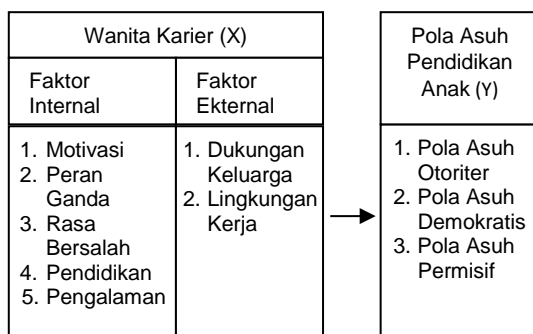 Wanita Karier (X)
Faktor
Internal
Faktor
Ekternal
1. Motivasi
2. Peran
Ganda
3. Rasa
Bersalah
4. Pendidikan
5. Pengalaman
1. Dukungan
Keluarga
2. Lingkungan
Kerja
Pola Asuh
Pendidikan
Anak (Y)
1. Pola Asuh
Otoriter
2. Pola Asuh
Demokratis
3. Pola Asuh
Permisif